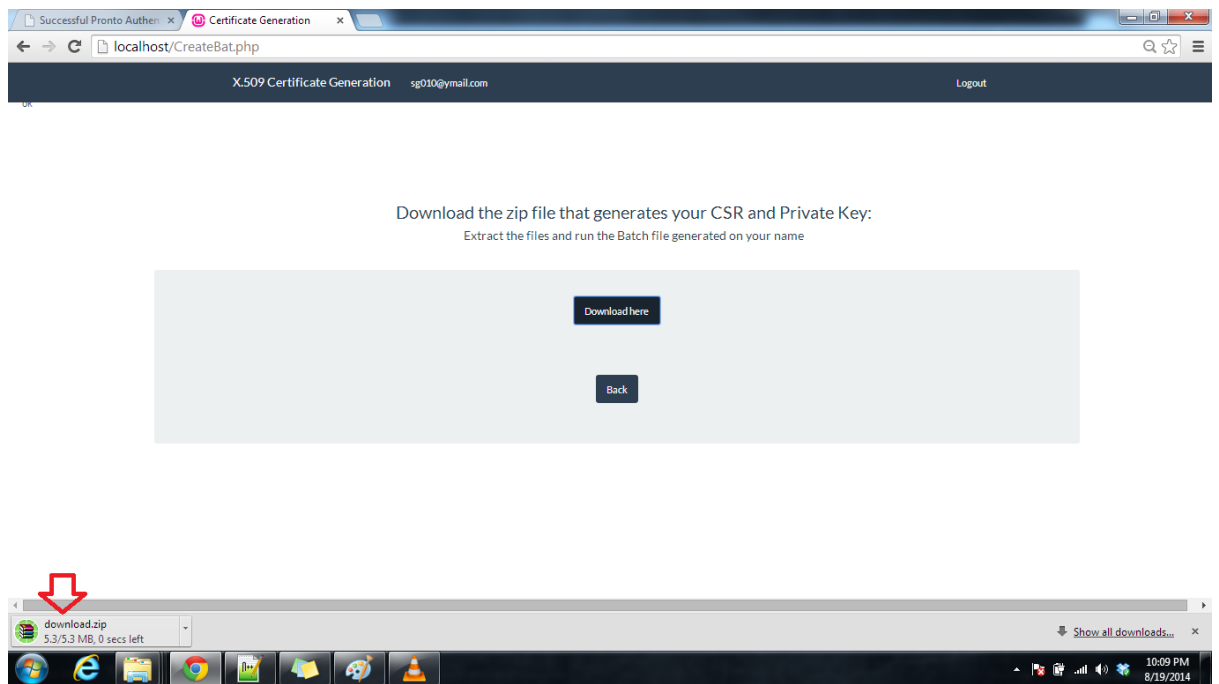 Successful Pronto Authen
Certificate Generation
localhost/CreateBat.php
X.509 Certificate Generation sg010@ymail.com Logout
OK
Download the zip file that generates your CSR and Private Key:
Extract the files and run the Batch file generated on your name
Download here
Back
download.zip
5.3/5.3 MB, 0 secs left
Show all downloads...
10:09 PM
8/19/2014